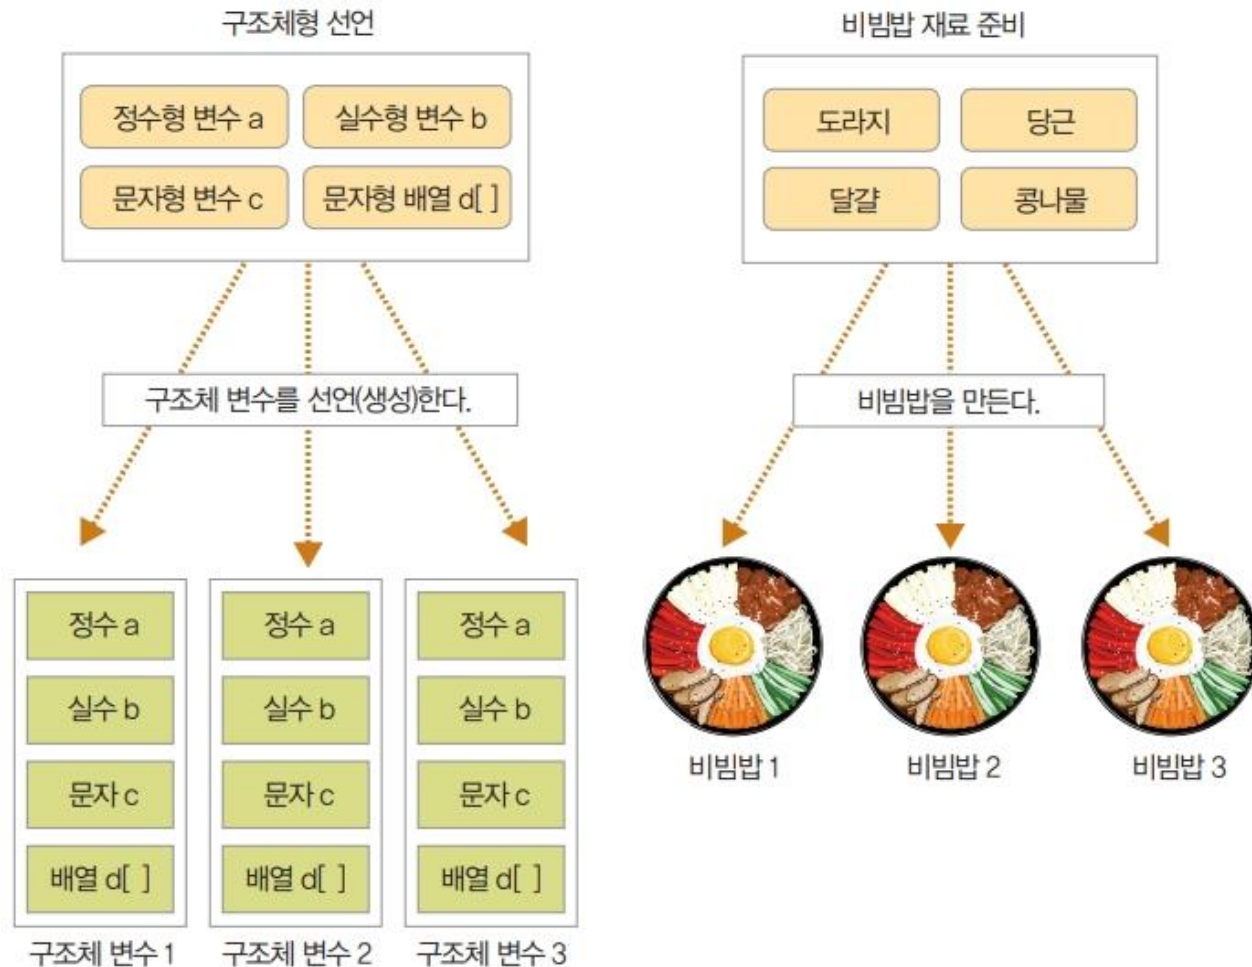 구조체형 선언
정수형 변수 a
실수형 변수 b
문자형 변수 c
문자형 배열 d[ ]
구조체 변수를 선언(생성)한다.
정수 a
실수 b
문자 c
배열 d[ ]
구조체 변수 1
정수 a
실수 b
문자 c
배열 d[ ]
구조체 변수 2
정수 a
실수 b
문자 c
배열 d[ ]
구조체 변수 3
비빔밥 재료 준비
도라지
당근
달걀
콩나물
비빔밥을 만든다.
비빔밥 1
비빔밥 2
비빔밥 3